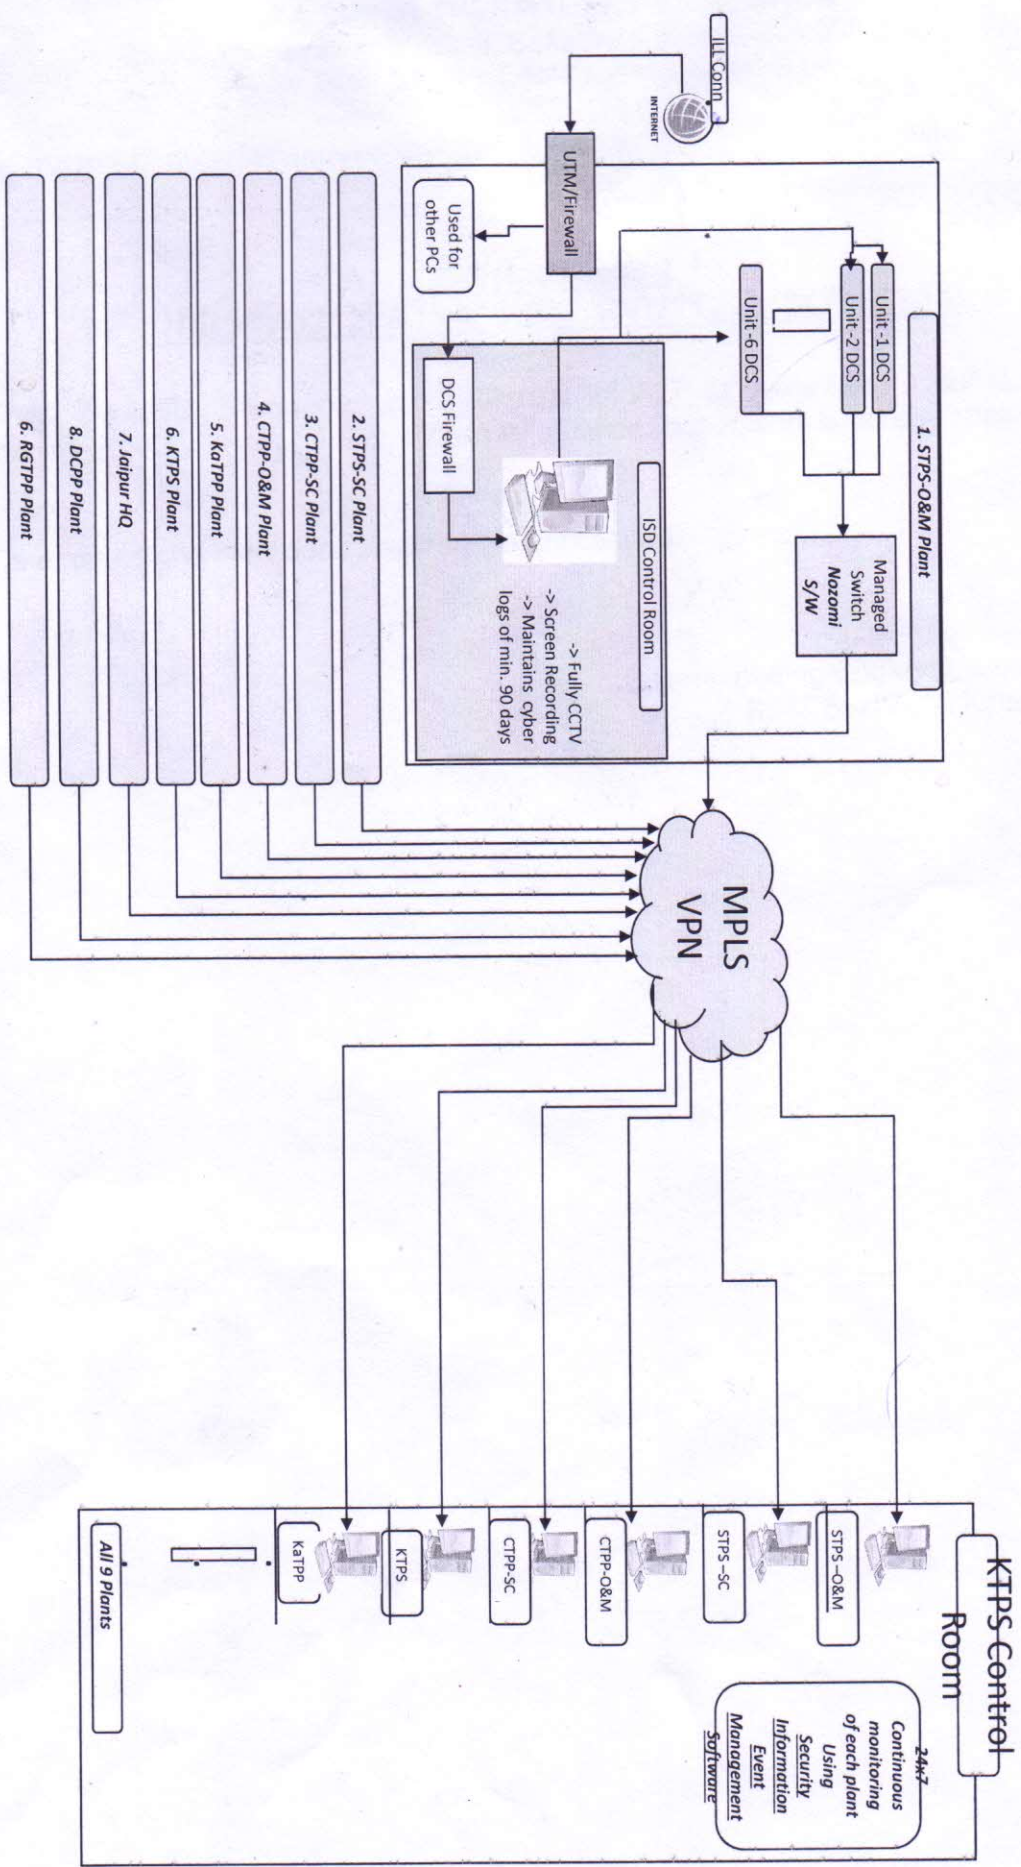 ILL Conn
INTERNET
UTM/Firewall
Used for
other PCs
1. STPS-O&M Plant
Unit -1 DCS
Unit -2 DCS
Unit -6 DCS
Managed
Switch
Nozomi
S/W
ISD Control Room
DCS Firewall
-> Fully CCTV
-> Screen Recording
-> Maintains cyber
logs of min. 90 days
2. STPS-SC Plant
3. CTPP-SC Plant
4. CTPP-O&M Plant
5. KaTPP Plant
6. KTPS Plant
7. Jaipur HQ
8. DCPP Plant
6. RGTPP Plant
MPLS
VPN
KTPS Control
Room
24x7
Continuous
monitoring
of each plant
Using
Security
Information
Event
Management
Software
STPS –O&M
STPS –SC
CTPP-O&M
CTPP-SC
KTPS
KaTPP
All 9 Plants